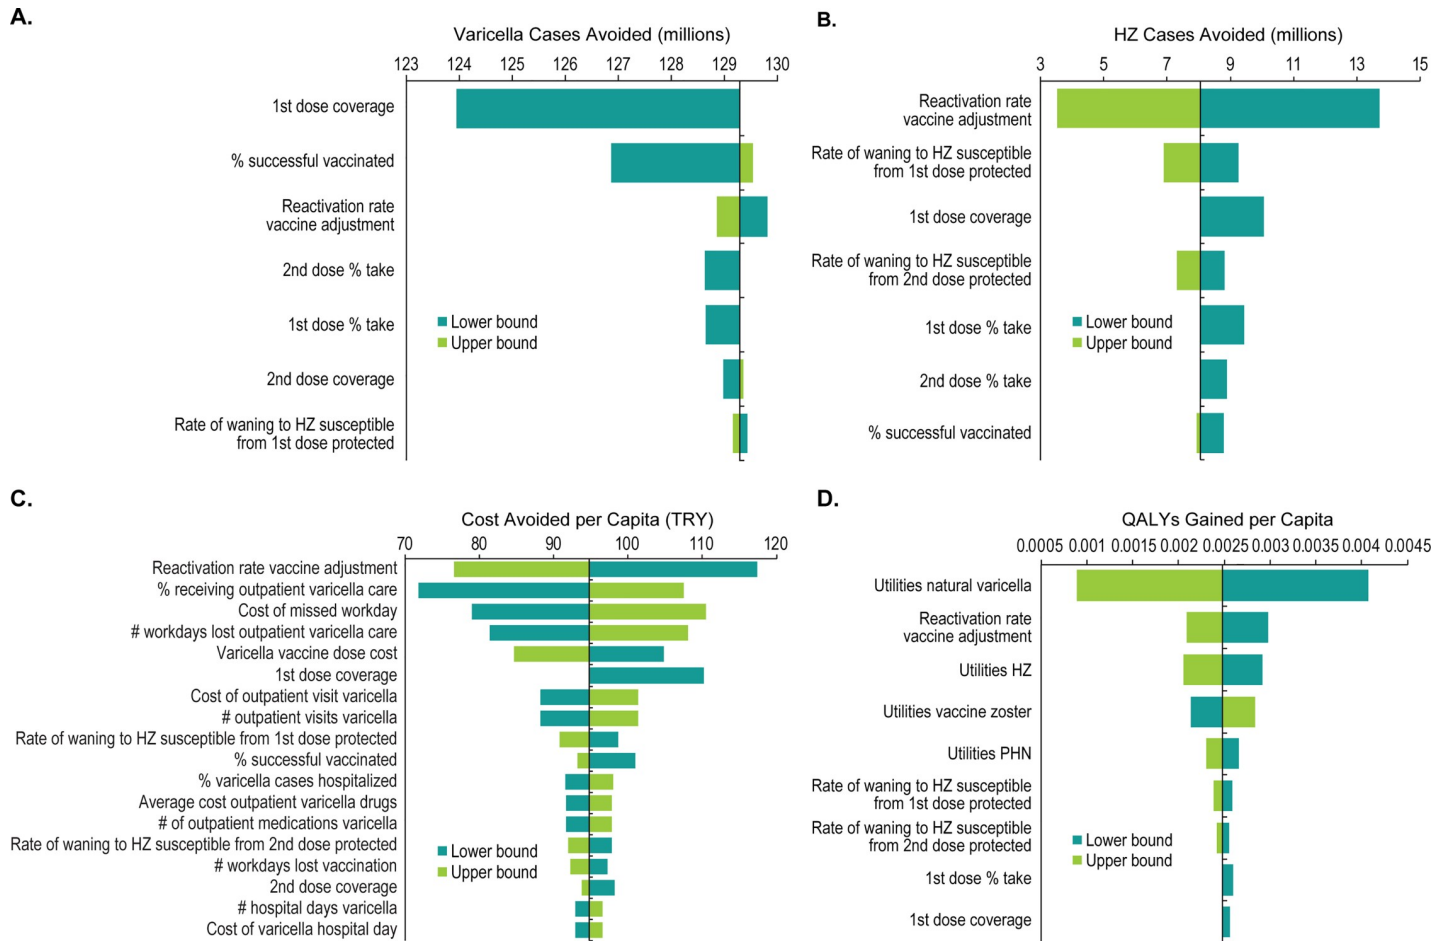 A.
Varicella Cases Avoided (millions)
123 124 125 126 127 128 129 130
1st dose coverage
% successful vaccinated
Reactivation rate
vaccine adjustment
2nd dose % take
1st dose % take
2nd dose coverage
Rate of waning to HZ susceptible
from 1st dose protected
Lower bound
Upper bound
B.
HZ Cases Avoided (millions)
3 5 7 9 11 13 15
Reactivation rate
vaccine adjustment
Rate of waning to HZ susceptible
from 1st dose protected
1st dose coverage
Rate of waning to HZ susceptible
from 2nd dose protected
1st dose % take
2nd dose % take
% successful vaccinated
Lower bound
Upper bound
C.
Cost Avoided per Capita (TRY)
70 80 90 100 110 120
Reactivation rate vaccine adjustment
% receiving outpatient varicella care
Cost of missed workday
# workdays lost outpatient varicella care
Varicella vaccine dose cost
1st dose coverage
Cost of outpatient visit varicella
# outpatient visits varicella
Rate of waning to HZ susceptible from 1st dose protected
% successful vaccinated
% varicella cases hospitalized
Average cost outpatient varicella drugs
# of outpatient medications varicella
Rate of waning to HZ susceptible from 2nd dose protected
# workdays lost vaccination
2nd dose coverage
# hospital days varicella
Cost of varicella hospital day
Lower bound
Upper bound
D.
QALYs Gained per Capita
0.0005 0.001 0.0015 0.002 0.0025 0.003 0.0035 0.004 0.0045
Utilities natural varicella
Reactivation rate
vaccine adjustment
Utilities HZ
Utilities vaccine zoster
Utilities PHN
Rate of waning to HZ susceptible
from 1st dose protected
Rate of waning to HZ susceptible
from 2nd dose protected
1st dose % take
1st dose coverage
Lower bound
Upper bound